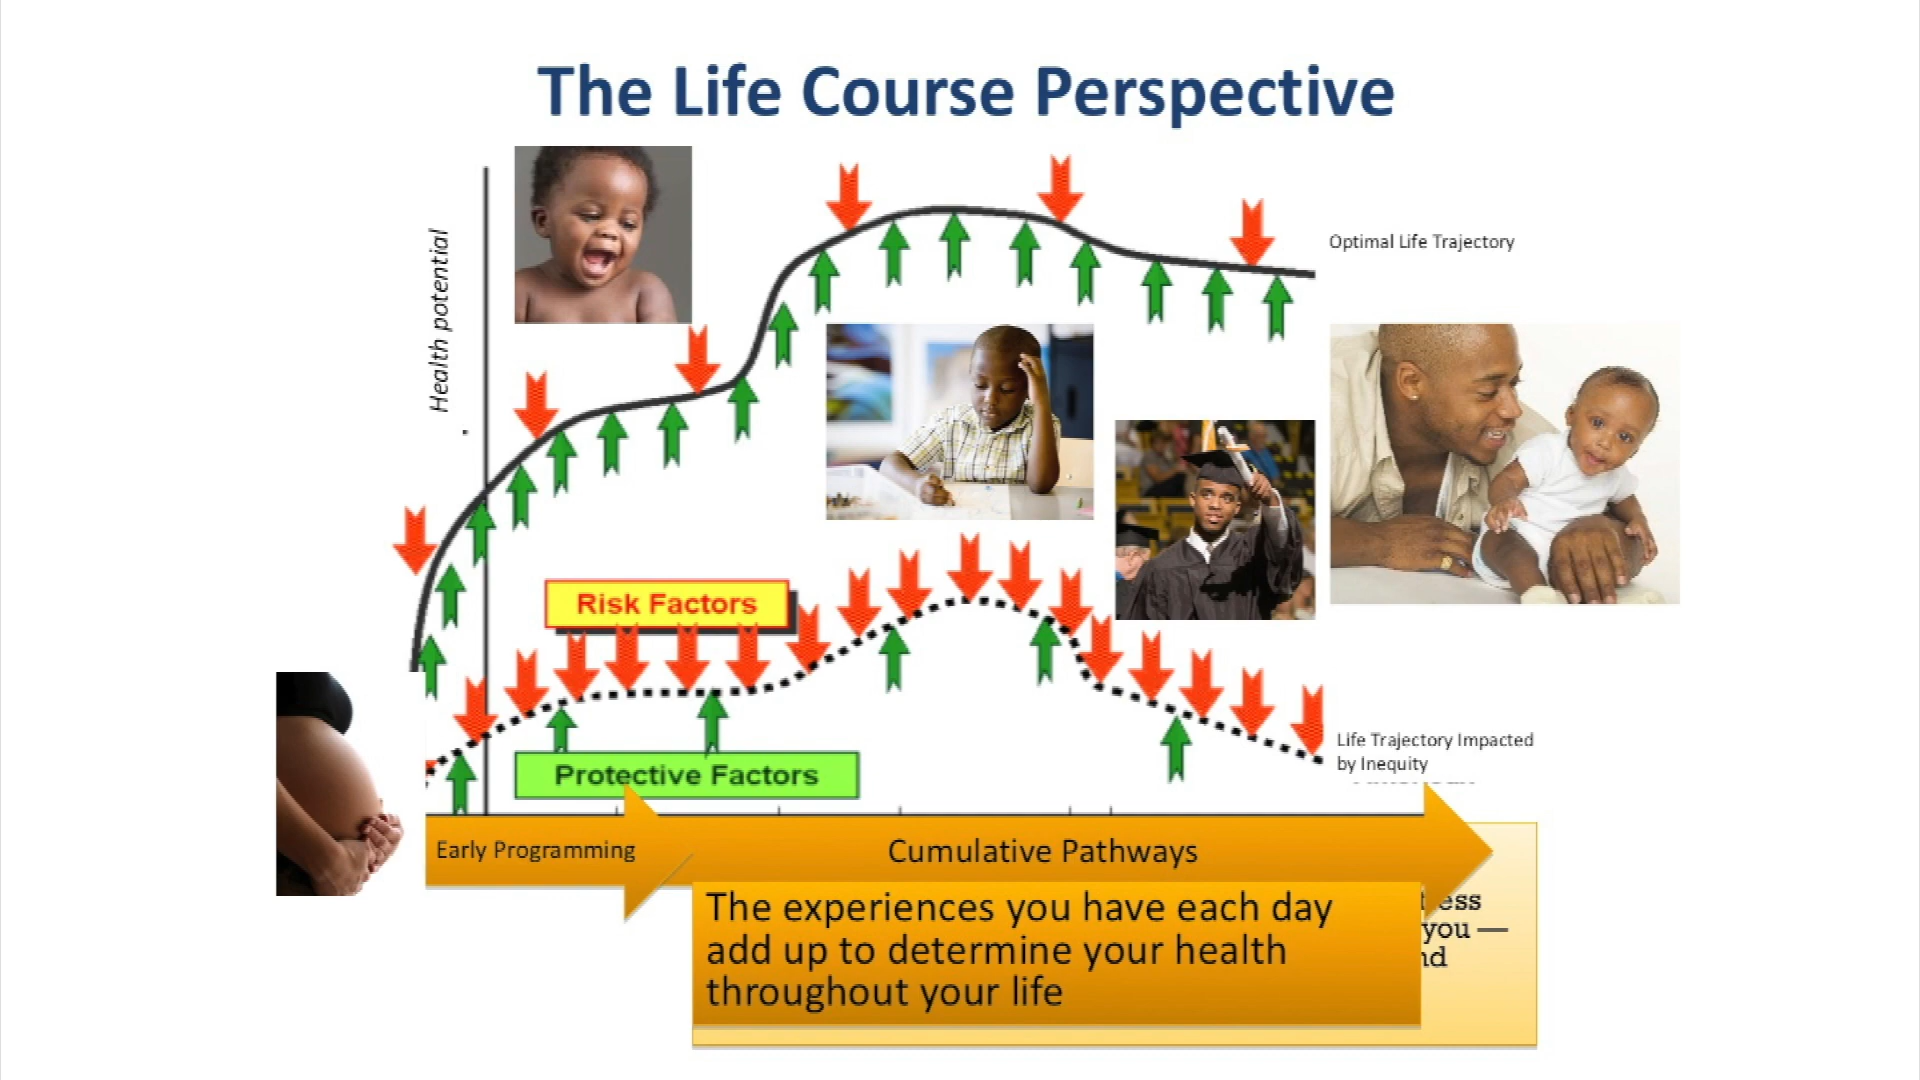 The Life Course Perspective
Health potential
Optimal Life Trajectory
Risk Factors
Protective Factors
Life Trajectory Impacted
by Inequity
Early Programming
Cumulative Pathways
The experiences you have each day
add up to determine your health
throughout your life
you —